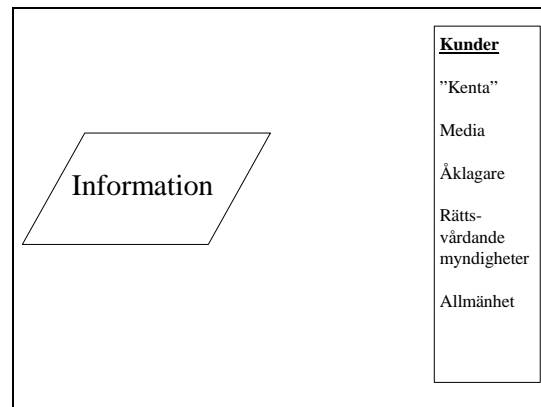 Information
Kunder
”Kenta”
Media
Åklagare
Rätts-
vårdande
myndigheter
Allmänhet